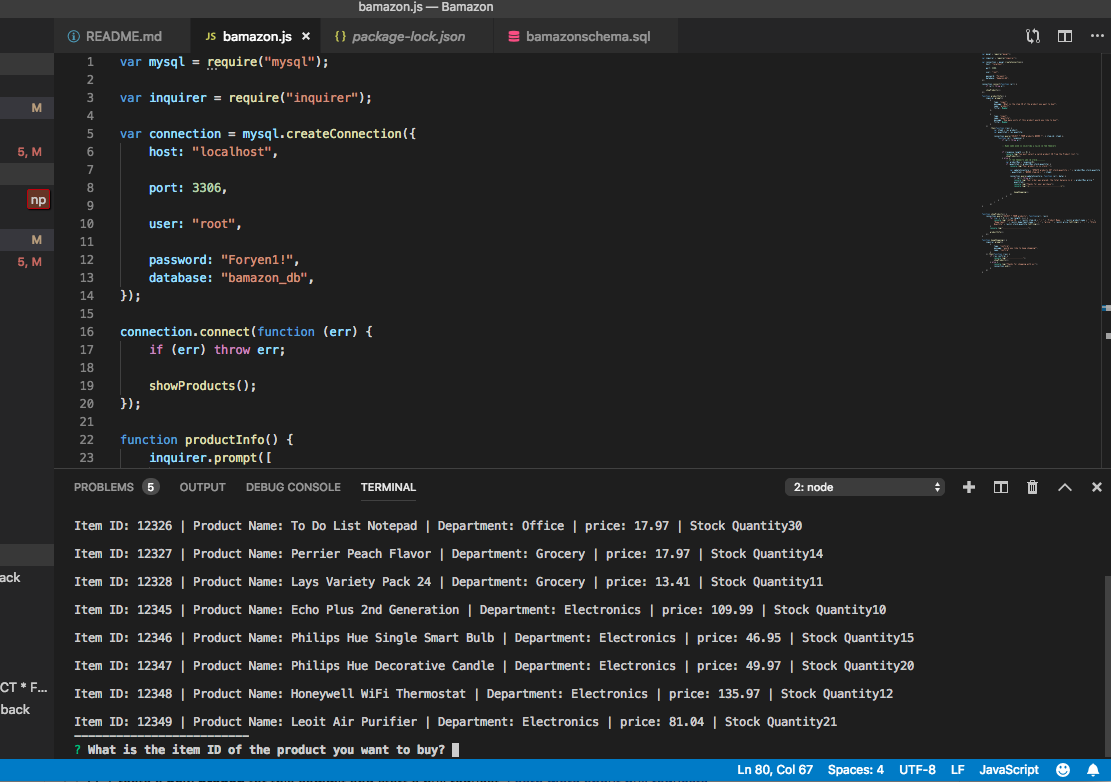 bamazon.js — Bamazon
README.md
JS bamazon.js ×
{} package-lock.json
bamazonschema.sql
M
5, M
np
M
5, M
ack
CT * F...
back
1 var mysql = require("mysql");
2
3 var inquirer = require("inquirer");
4
5 var connection = mysql.createConnection({
6 host: "localhost",
7
8 port: 3306,
9
10 user: "root",
11
12 password: "Foryen1!",
13 database: "bamazon_db",
14 });
15
16 connection.connect(function (err) {
17 if (err) throw err;
18
19 showProducts();
20 });
21
22 function productInfo() {
23 inquirer.prompt([
PROBLEMS 5 OUTPUT DEBUG CONSOLE TERMINAL 2: node
Item ID: 12326 | Product Name: To Do List Notepad | Department: Office | price: 17.97 | Stock Quantity30
Item ID: 12327 | Product Name: Perrier Peach Flavor | Department: Grocery | price: 17.97 | Stock Quantity14
Item ID: 12328 | Product Name: Lays Variety Pack 24 | Department: Grocery | price: 13.41 | Stock Quantity11
Item ID: 12345 | Product Name: Echo Plus 2nd Generation | Department: Electronics | price: 109.99 | Stock Quantity10
Item ID: 12346 | Product Name: Philips Hue Single Smart Bulb | Department: Electronics | price: 46.95 | Stock Quantity15
Item ID: 12347 | Product Name: Philips Hue Decorative Candle | Department: Electronics | price: 49.97 | Stock Quantity20
Item ID: 12348 | Product Name: Honeywell WiFi Thermostat | Department: Electronics | price: 135.97 | Stock Quantity12
Item ID: 12349 | Product Name: Leoit Air Purifier | Department: Electronics | price: 81.04 | Stock Quantity21
? What is the item ID of the product you want to buy?
Ln 80, Col 67 Spaces: 4 UTF-8 LF JavaScript